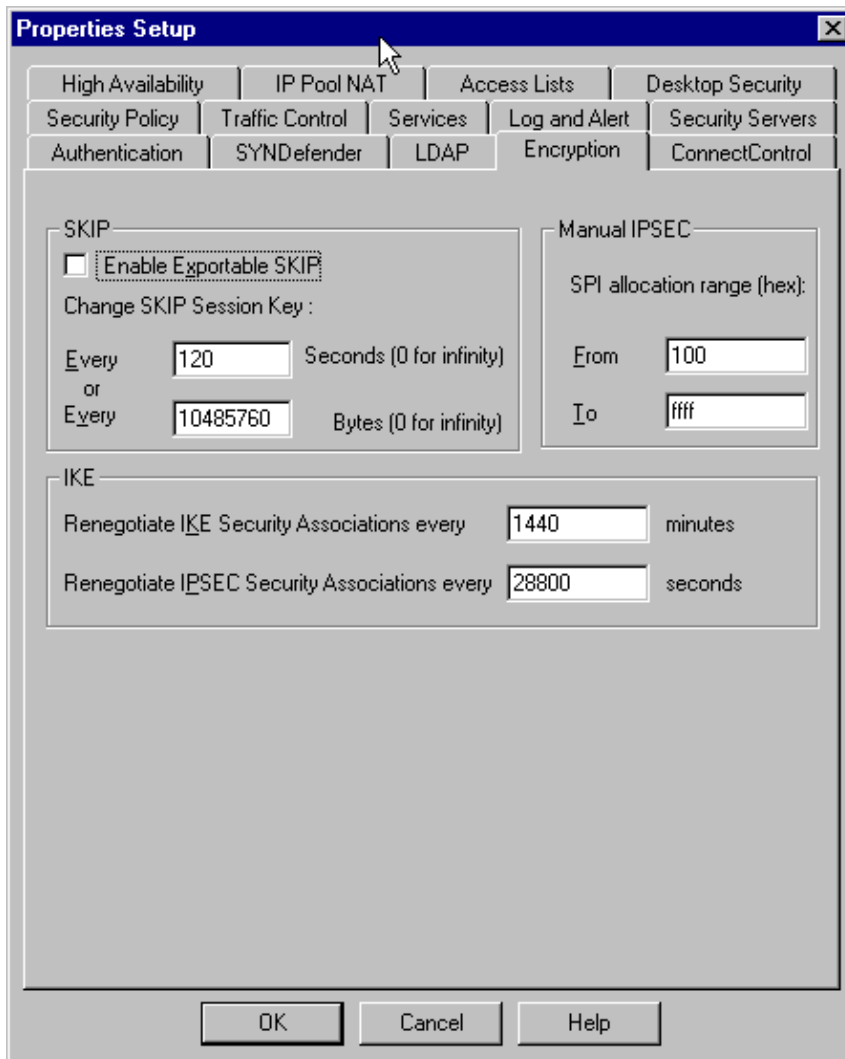 Properties Setup
High Availability
IP Pool NAT
Access Lists
Desktop Security
Security Policy
Traffic Control
Services
Log and Alert
Security Servers
Authentication
SYNDefender
LDAP
Encryption
ConnectControl
SKIP
Enable Exportable SKIP
Change SKIP Session Key :
Every 120 Seconds (0 for infinity)
or
Every 10485760 Bytes (0 for infinity)
Manual IPSEC
SPI allocation range (hex):
From 100
To ffff
IKE
Renegotiate IKE Security Associations every 1440 minutes
Renegotiate IPSEC Security Associations every 28800 seconds
OK
Cancel
Help